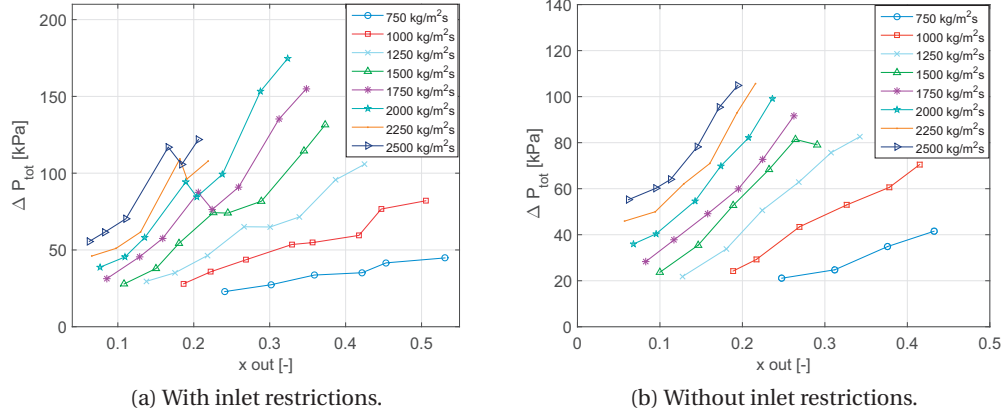 200
150
100
50
0
0.1
0.2
0.3
0.4
0.5
Δ P_tot [kPa]
x out [-]
750 kg/m²s
1000 kg/m²s
1250 kg/m²s
1500 kg/m²s
1750 kg/m²s
2000 kg/m²s
2250 kg/m²s
2500 kg/m²s
(a) With inlet restrictions.
140
120
100
80
60
40
20
0
0
0.1
0.2
0.3
0.4
0.5
Δ P_tot [kPa]
x out [-]
750 kg/m²s
1000 kg/m²s
1250 kg/m²s
1500 kg/m²s
1750 kg/m²s
2000 kg/m²s
2250 kg/m²s
2500 kg/m²s
(b) Without inlet restrictions.